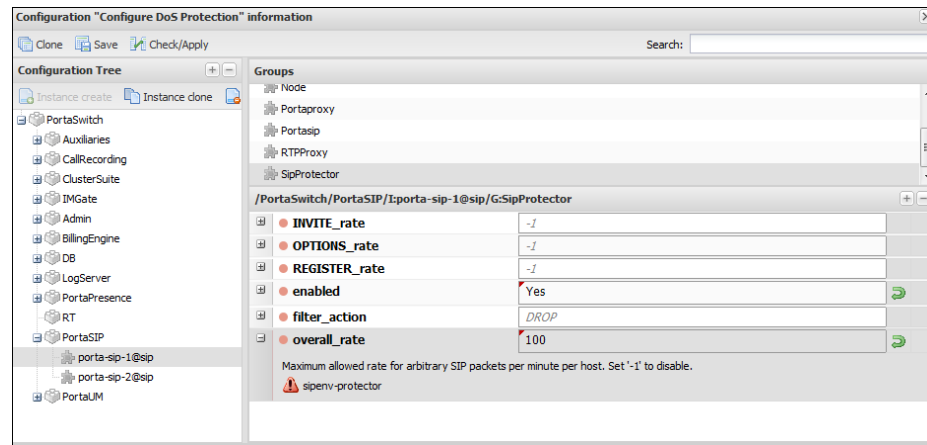 Configuration "Configure DoS Protection" information
Clone Save Check/Apply Search:
Configuration Tree
Instance create Instance clone
PortaSwitch
Auxiliaries
CallRecording
ClusterSuite
IMGate
Admin
BillingEngine
DB
LogServer
PortaPresence
RT
PortaSIP
porta-sip-1@sip
porta-sip-2@sip
PortaUM
Groups
Node
Portaproxy
Portasip
RTPProxy
SipProtector
/PortaSwitch/PortaSIP/I:porta-sip-1@sip/G:SipProtector
INVITE_rate -1
OPTIONS_rate -1
REGISTER_rate -1
enabled Yes
filter_action DROP
overall_rate 100
Maximum allowed rate for arbitrary SIP packets per minute per host. Set '-1' to disable.
sipenv-protector